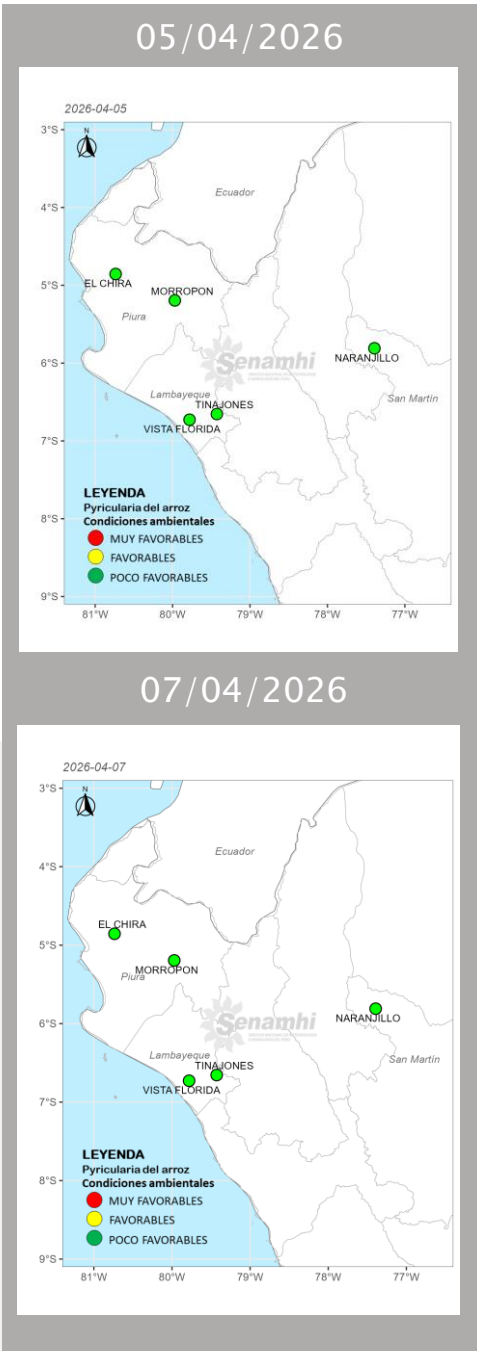 05/04/2026
2026-04-05
N
3°S
Ecuador
4°S
EL CHIRA
5°S
MORROPON
Piura
6°S
Senamhi
NARANJILLO
Lambayeque
San Martín
TINAJONES
VISTA FLORIDA
7°S
LEYENDA
Pyricularia del arroz
Condiciones ambientales
8°S
MUY FAVORABLES
FAVORABLES
POCO FAVORABLES
9°S
81°W 80°W 79°W 78°W 77°W
07/04/2026
2026-04-07
N
3°S
Ecuador
4°S
EL CHIRA
5°S
MORROPON
Piura
6°S
Senamhi
NARANJILLO
Lambayeque
San Martín
TINAJONES
VISTA FLORIDA
7°S
LEYENDA
Pyricularia del arroz
Condiciones ambientales
8°S
MUY FAVORABLES
FAVORABLES
POCO FAVORABLES
9°S
81°W 80°W 79°W 78°W 77°W